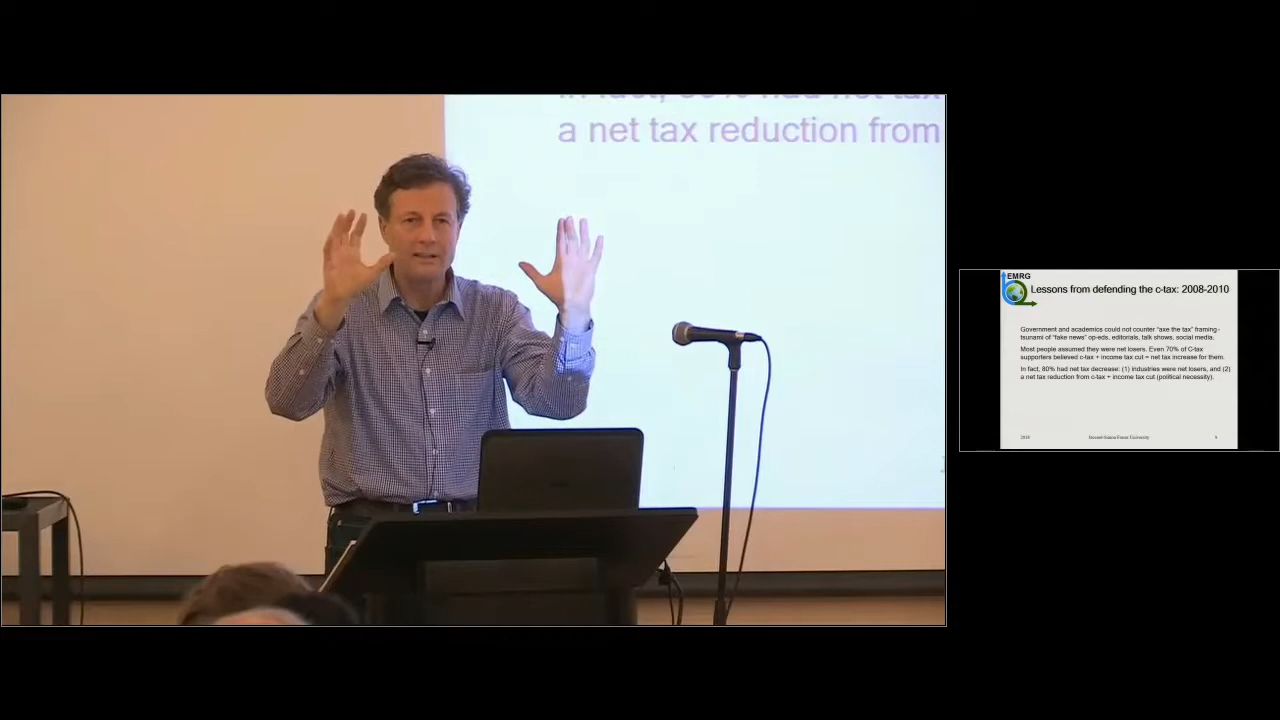 a net tax reduction from
EMRG
Lessons from defending the c-tax: 2008-2010
Government and academics could not counter "axe the tax" framing–
tsunami of "fake news" op-eds, editorials, talk shows, social media.
Most people assumed they were net losers. Even 70% of C-tax
supporters believed c-tax + income tax cut = net tax increase for them.
In fact, 80% had net tax decrease: (1) industries were net losers, and (2)
a net tax reduction from c-tax + income tax cut (political necessity).
Simon Fraser University